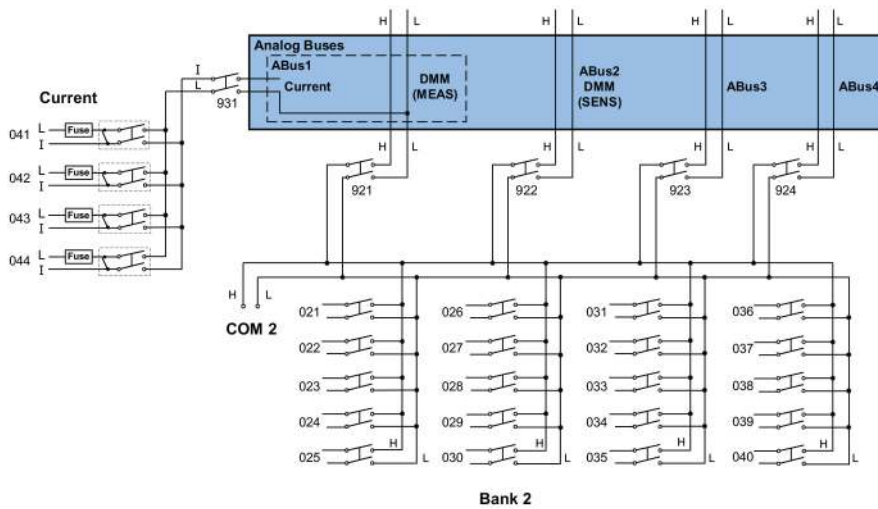 H L H L H L H L
Analog Buses
ABus1
I
Current
DMM
(MEAS)
ABus2
DMM
(SENS)
ABus3
ABus4
L
931
Current
041 L Fuse
I
042 L Fuse
I
043 L Fuse
I
044 L Fuse
I
H L H L H L H L
921 922 923 924
H L
COM 2
021 026 031 036
022 027 032 037
023 028 033 038
024 029 034 039
H H H H
025 L 030 L 035 L 040 L
Bank 2